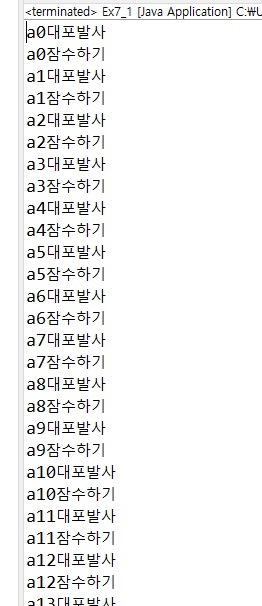 <terminated> Ex7_1 [Java Application] C:￦U
a0대포발사
a0잠수하기
a1대포발사
a1잠수하기
a2대포발사
a2잠수하기
a3대포발사
a3잠수하기
a4대포발사
a4잠수하기
a5대포발사
a5잠수하기
a6대포발사
a6잠수하기
a7대포발사
a7잠수하기
a8대포발사
a8잠수하기
a9대포발사
a9잠수하기
a10대포발사
a10잠수하기
a11대포발사
a11잠수하기
a12대포발사
a12잠수하기
a13대포발사